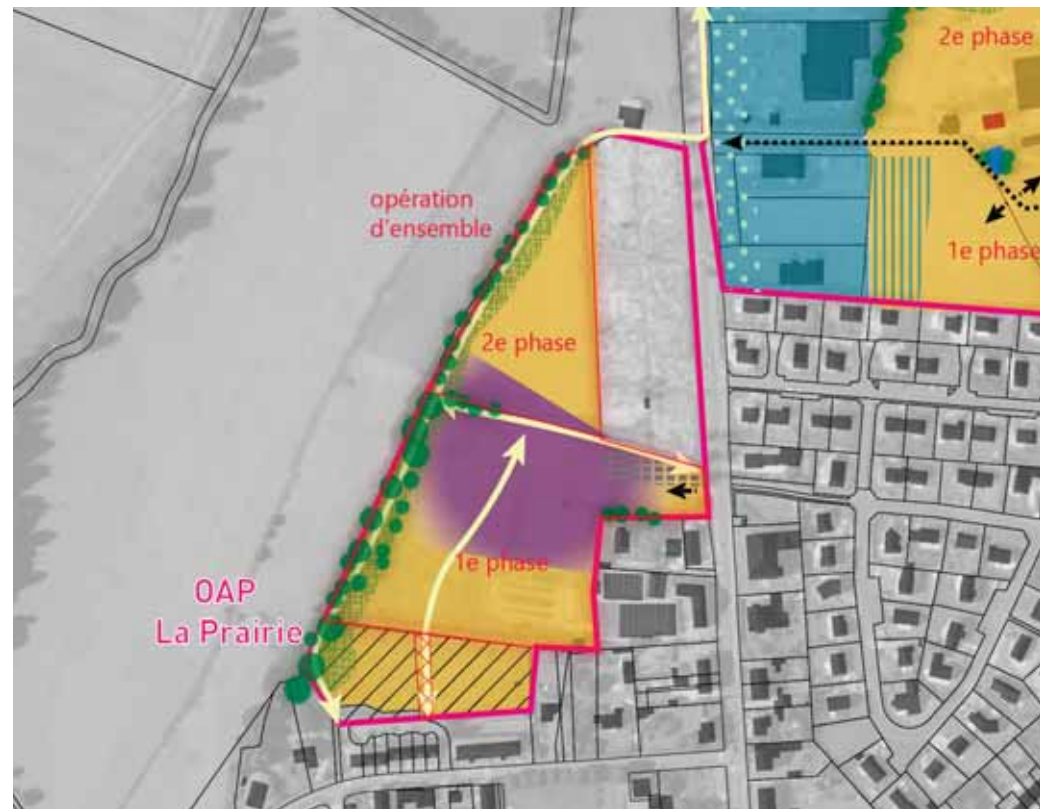 2e phase
opération
d'ensemble
1e phase
2e phase
1e phase
OAP
La Prairie